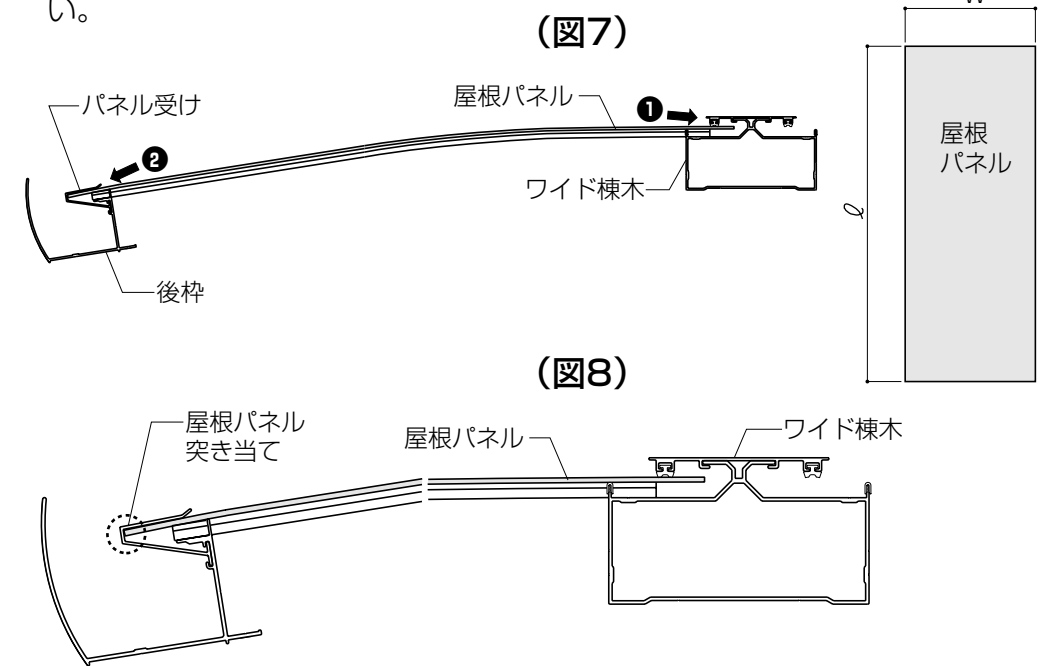 い。
（図7）
W
パネル受け
屋根パネル
❶
❷
ワイド棟木
後枠
屋根
パネル
ℓ
（図8）
屋根パネル
突き当て
屋根パネル
ワイド棟木